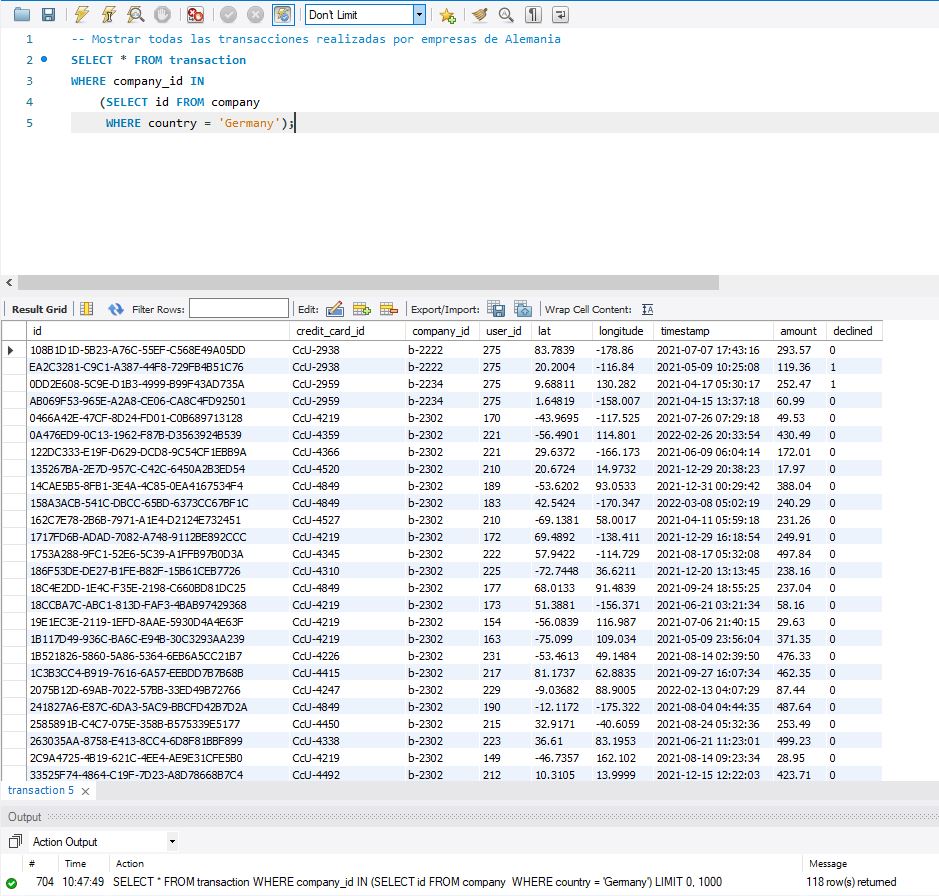 Don't Limit
1 -- Mostrar todas las transacciones realizadas por empresas de Alemania
2 SELECT * FROM transaction
3 WHERE company_id IN
4 (SELECT id FROM company
5 WHERE country = 'Germany');
Result Grid Filter Rows: Edit: Export/Import: Wrap Cell Content:
id credit_card_id company_id user_id lat longitude timestamp amount declined
108B1D1D-5B23-A76C-55EF-C568E49A05DD CcU-2938 b-2222 275 83.7839 -178.86 2021-07-07 17:43:16 293.57 0
EA2C3281-C9C1-A387-44F8-729FB4B51C76 CcU-2938 b-2222 275 20.2004 -116.84 2021-05-09 10:25:08 119.36 1
0DD2E608-5C9E-D1B3-4999-B99F43AD735A CcU-2959 b-2234 275 9.68811 130.282 2021-04-17 05:30:17 252.47 1
AB069F53-965E-A2A8-CE06-CA8C4FD92501 CcU-2959 b-2234 275 1.64819 -158.007 2021-04-15 13:37:18 60.99 0
0466A42E-47CF-8D24-FD01-C0B689713128 CcU-4219 b-2302 170 -43.9695 -117.525 2021-07-26 07:29:18 49.53 0
0A476ED9-0C13-1962-F87B-D3563924B539 CcU-4359 b-2302 221 -56.4901 114.801 2022-02-26 20:33:54 430.49 0
122DC333-E19F-D629-DCD8-9C54CF1EBB9A CcU-4366 b-2302 221 29.6372 -166.173 2021-06-09 06:04:14 172.01 0
135267BA-2E7D-957C-C42C-6450A2B3ED54 CcU-4520 b-2302 210 20.6724 14.9732 2021-12-29 20:38:23 17.97 0
14CAE5B5-8FB1-3E4A-4C85-0EA4167534F4 CcU-4849 b-2302 189 -53.6202 93.0533 2021-12-31 00:29:42 388.04 0
158A3ACB-541C-DBCC-65BD-6373CC67BF1C CcU-4849 b-2302 183 42.5424 -170.347 2022-03-08 05:02:19 240.29 0
162C7E78-2B6B-7971-A1E4-D2124E732451 CcU-4527 b-2302 210 -69.1381 58.0017 2021-04-11 05:59:18 231.26 0
1717FD6B-ADAD-7082-A748-9112BE892CCC CcU-4219 b-2302 172 69.4892 -138.411 2021-12-29 16:18:54 249.91 0
1753A288-9FC1-52E6-5C39-A1FFB97B0D3A CcU-4345 b-2302 222 57.9422 -114.729 2021-08-17 05:32:08 497.84 0
186F53DE-DE27-B1FE-B82F-15B61CEB7726 CcU-4310 b-2302 225 -72.7448 36.6211 2021-12-20 13:13:45 238.16 0
18C4E2DD-1E4C-F35E-2198-C660BD81DC25 CcU-4849 b-2302 177 68.0133 91.4839 2021-09-24 18:55:25 237.04 0
18CCBA7C-ABC1-813D-FAF3-4BAB97429368 CcU-4219 b-2302 173 51.3881 -156.371 2021-06-21 03:21:34 58.16 0
19E1EC3E-2119-1EFD-8AAE-5930D4A4E63F CcU-4219 b-2302 154 -56.0839 116.987 2021-07-06 21:40:15 29.63 0
1B117D49-936C-BA6C-E94B-30C3293AA239 CcU-4219 b-2302 163 -75.099 109.034 2021-05-09 23:56:04 371.35 0
1B521826-5860-5A86-5364-6EB6A5CC21B7 CcU-4226 b-2302 231 -53.4613 49.1484 2021-08-14 02:39:50 476.33 0
1C3B3CC4-B919-7616-6A57-EEBDD7B7B68B CcU-4415 b-2302 217 81.1737 62.8835 2021-09-27 16:07:34 462.35 0
2075B12D-69AB-7022-57BB-33ED49B72766 CcU-4247 b-2302 229 -9.03682 88.9005 2022-02-13 04:07:29 87.44 0
241827A6-E87C-6DA3-5AC9-BBCFD42B7D2A CcU-4849 b-2302 190 -12.1172 -175.322 2021-08-04 04:44:35 487.64 0
2585891B-C4C7-075E-358B-B575339E5177 CcU-4450 b-2302 215 32.9171 -40.6059 2021-08-24 05:32:36 253.49 0
263035AA-8758-E413-8CC4-6D8F81BBF899 CcU-4338 b-2302 223 36.61 83.1953 2021-06-21 11:23:01 499.23 0
2C9A4725-4B19-621C-4EE4-AE9E31CFE5B0 CcU-4219 b-2302 149 -46.7357 162.102 2021-08-14 09:23:34 28.95 0
33525F74-4864-C19F-7D23-A8D78668B7C4 CcU-4492 b-2302 212 10.3105 13.9999 2021-12-15 12:22:03 423.71 0
transaction 5
Output
Action Output
# Time Action Message
704 10:47:49 SELECT * FROM transaction WHERE company_id IN (SELECT id FROM company WHERE country = 'Germany') LIMIT 0, 1000 118 row(s) returned